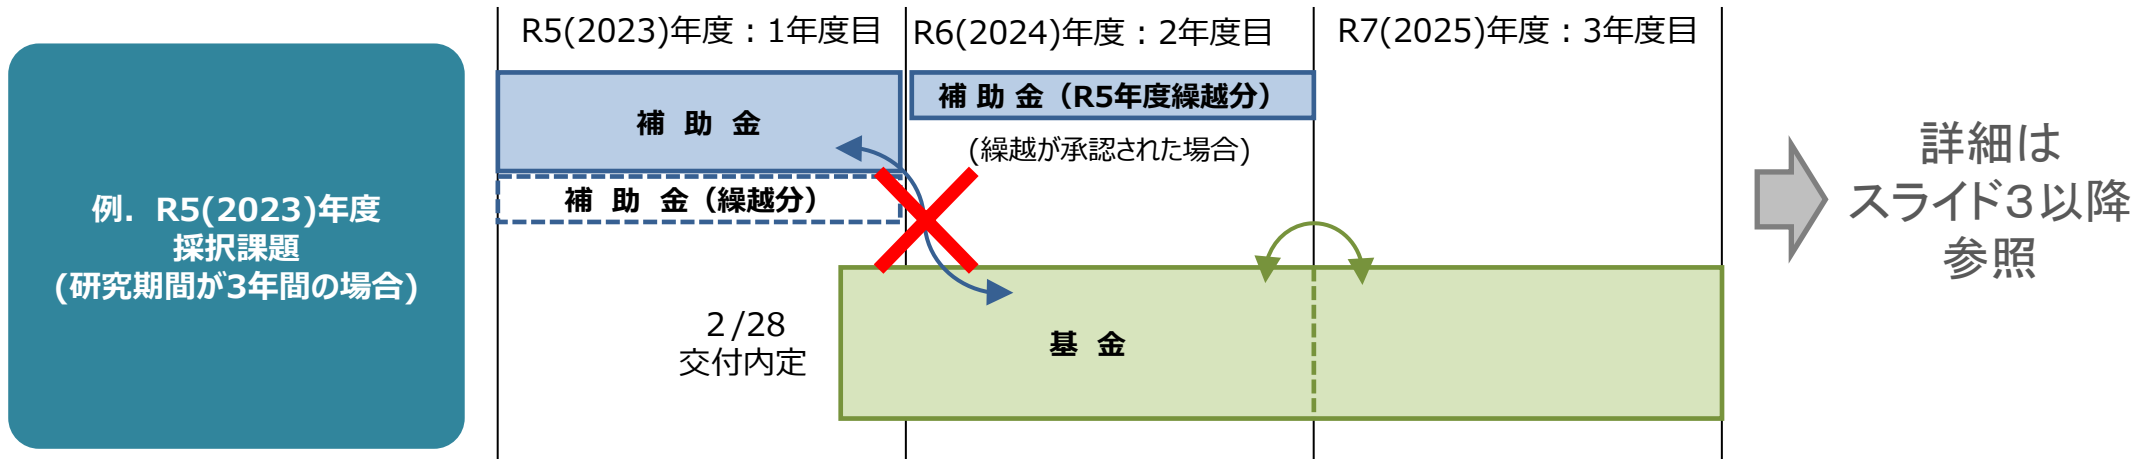 例．R5(2023)年度
採択課題
(研究期間が3年間の場合)
R5(2023)年度：1年度目
R6(2024)年度：2年度目
R7(2025)年度：3年度目
補 助 金
補 助 金（R5年度繰越分）
(繰越が承認された場合)
補 助 金（繰越分）
2/28
交付内定
基 金
詳細は
スライド３以降
参照